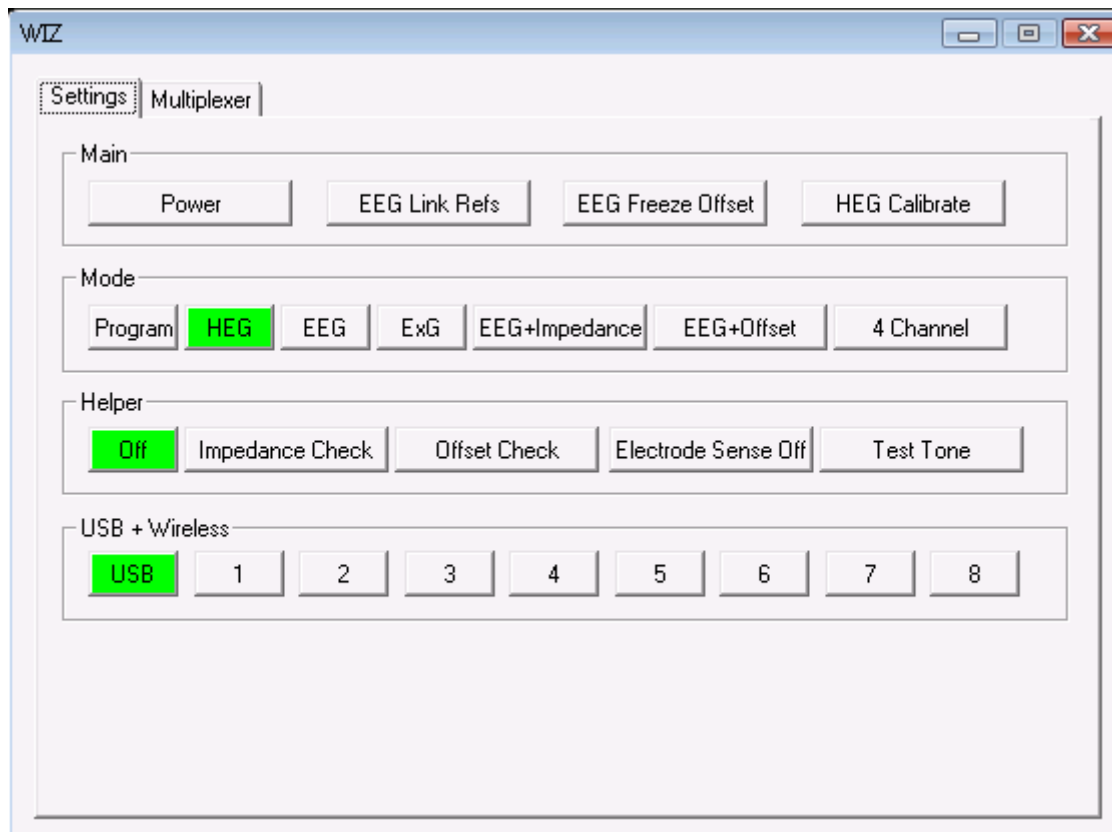 WIZ
Settings Multiplexer
Main
Power EEG Link Refs EEG Freeze Offset HEG Calibrate
Mode
Program HEG EEG ExG EEG+Impedance EEG+Offset 4 Channel
Helper
Off Impedance Check Offset Check Electrode Sense Off Test Tone
USB + Wireless
USB 1 2 3 4 5 6 7 8